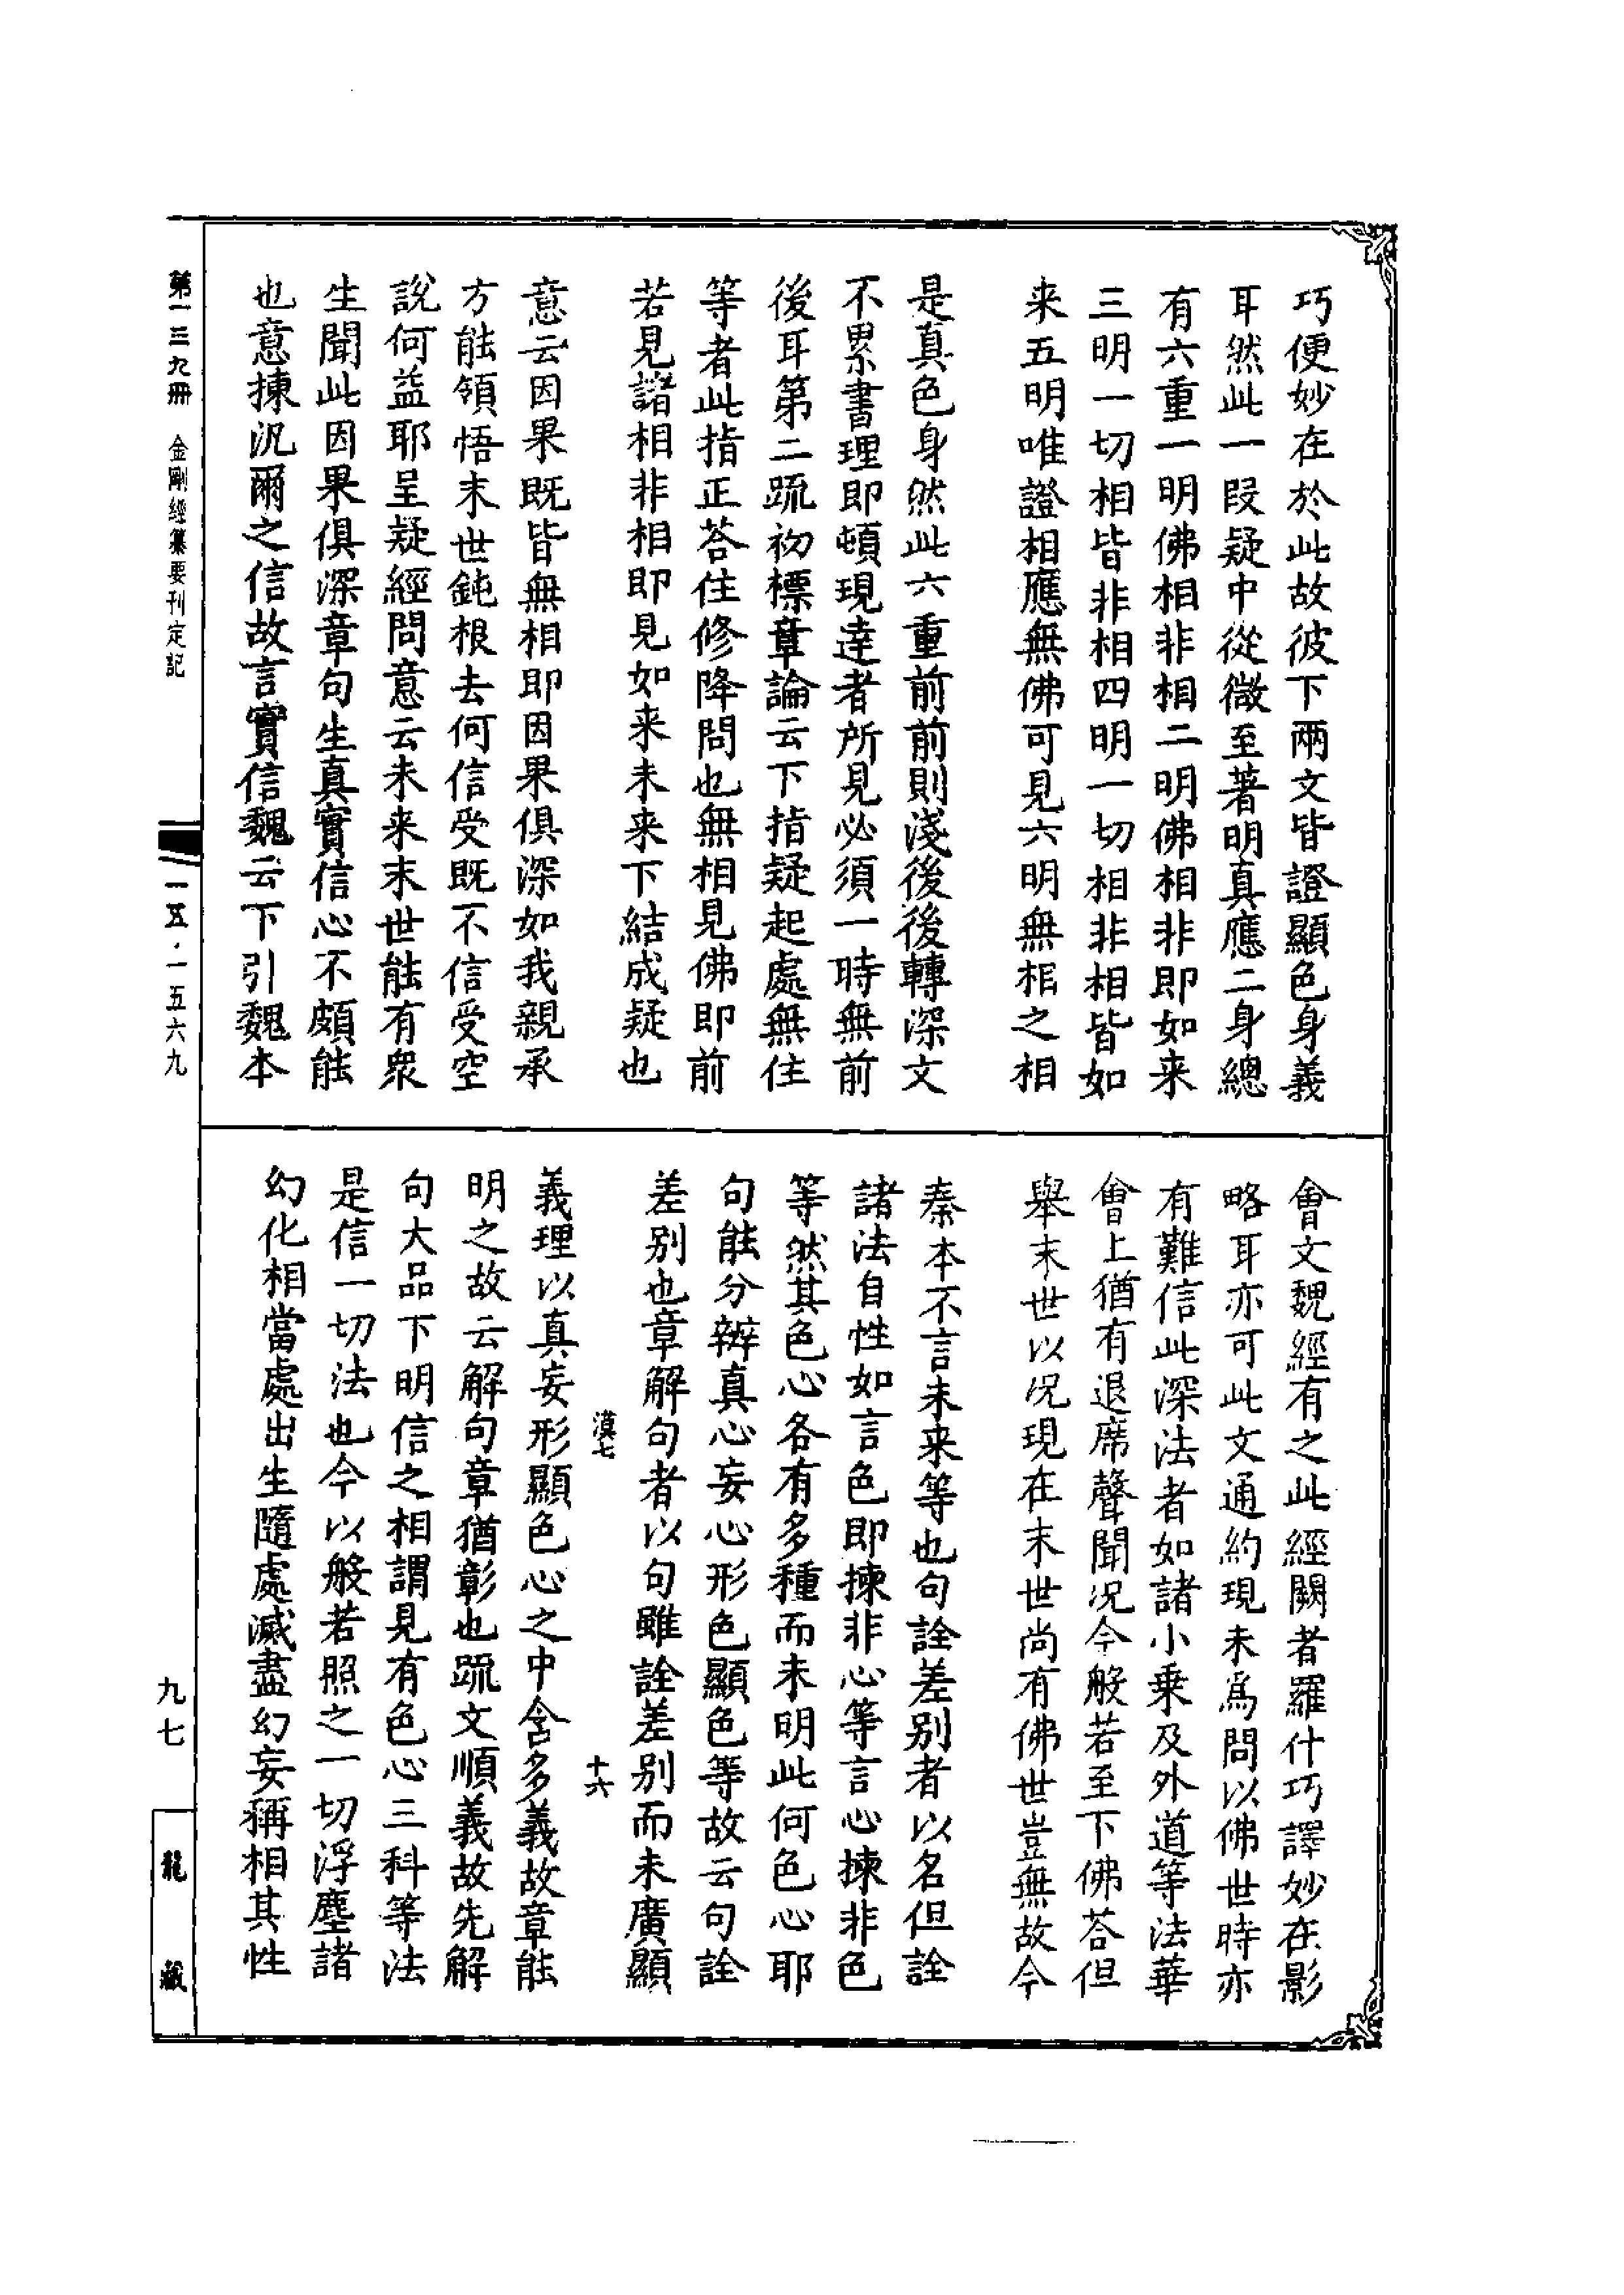 巧便妙在於此故彼下兩文皆證顯色身義
耳然此一段疑中從微至著明真應二身總
有六重一明佛相非相二明佛相非即如来
三明一切相皆非相四明一切相非相皆如
来五明唯證相應無佛可見六明無相之相
是真色身然此六重前前則淺後後轉深文
不累書理即頓現達者所見必須一時無前
後耳第二疏初標章論云下指疑起處無住
等者此指正荅住修降問也無相見佛即前
若見諸相非相即見如来未来下結成疑也
意云因果既皆無相即因果俱深如我親承
方能領悟末世鈍根去何信受既不信受空
說何益耶呈疑經問意云未来末世能有衆
生聞此因果俱深章句生真實信心不頗能
也意揀汎爾之信故言實信魏云下引魏本
會文魏經有之此經闕者羅什巧譯妙在影
略耳亦可此文通約現未爲問以佛世時亦
有難信此深法者如諸小乗及外道等法華
會上猶有退席聲聞况今般若至下佛荅但
舉末世以况現在末世尚有佛世豈無故今
秦本不言未来等也句詮差别者以名但詮
諸法自性如言色即揀非心等言心揀非色
等然其色心各有多種而未明此何色心耶
句能分辨真心妄心形色顯色等故云句詮
差别也章解句者以句雖詮差别而未廣顯
漠七
十六
義理以真妄形顯色心之中含多義故章能
明之故云解句章猶彰也疏文順義故先解
句大品下明信之相謂見有色心三科等法
是信一切法也今以般若照之一切浮塵諸
幻化相當處出生隨處滅盡幻妄稱相其性
第一三九冊
金剛經纂要刊定記
一五·一五六九
九七
龍藏